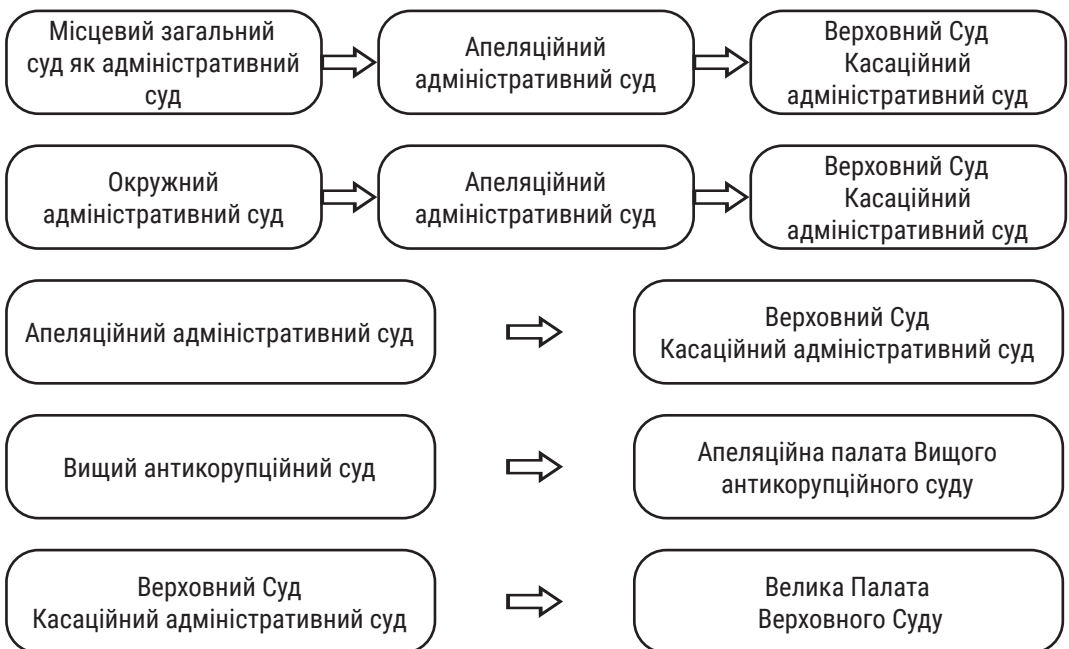 Місцевий загальний
суд як адміністративний
суд
Апеляційний
адміністративний суд
Верховний Суд
Касаційний
адміністративний суд
Окружний
адміністративний суд
Апеляційний
адміністративний суд
Верховний Суд
Касаційний
адміністративний суд
Апеляційний адміністративний суд
Верховний Суд
Касаційний адміністративний суд
Вищий антикорупційний суд
Апеляційна палата Вищого
антикорупційного суду
Верховний Суд
Касаційний адміністративний суд
Велика Палата
Верховного Суду